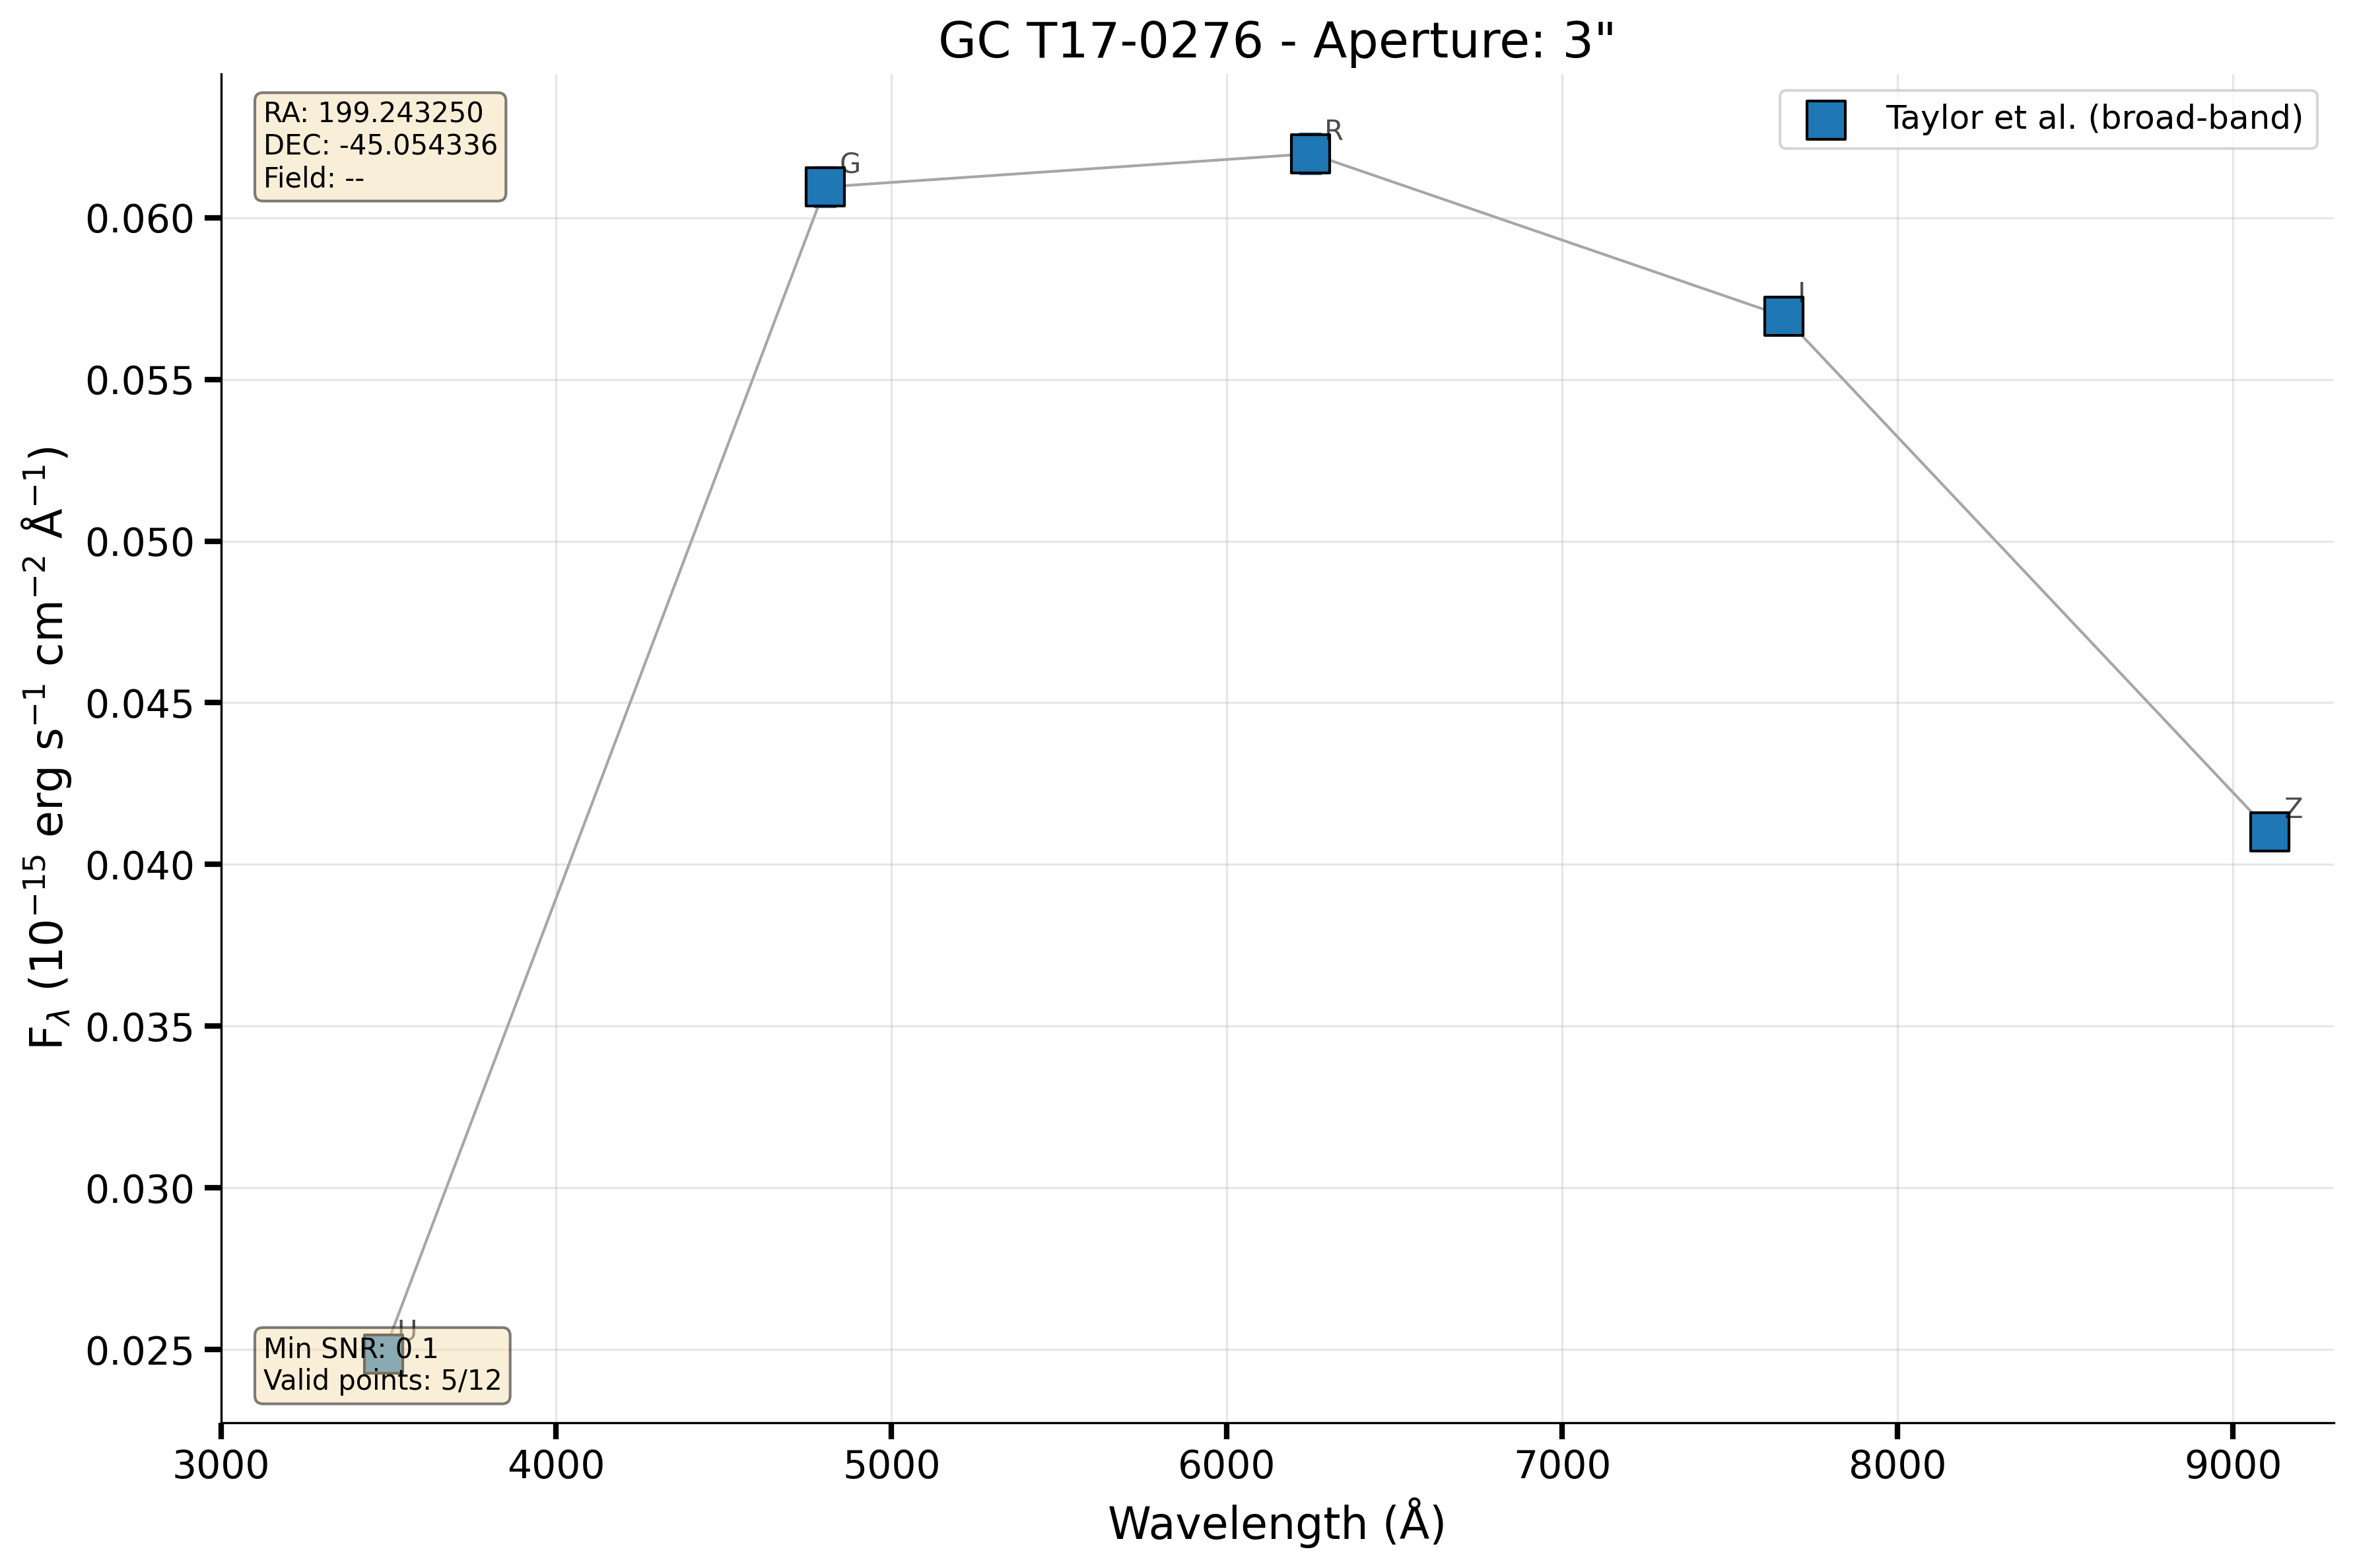 GC T17-0276 - Aperture: 3"
RA: 199.243250
DEC: -45.054336
Field: --
Taylor et al. (broad-band)
G
R
I
Z
U
Min SNR: 0.1
Valid points: 5/12
F_λ (10⁻¹⁵ erg s⁻¹ cm⁻² Å⁻¹)
0.060
0.055
0.050
0.045
0.040
0.035
0.030
0.025
3000 4000 5000 6000 7000 8000 9000
Wavelength (Å)